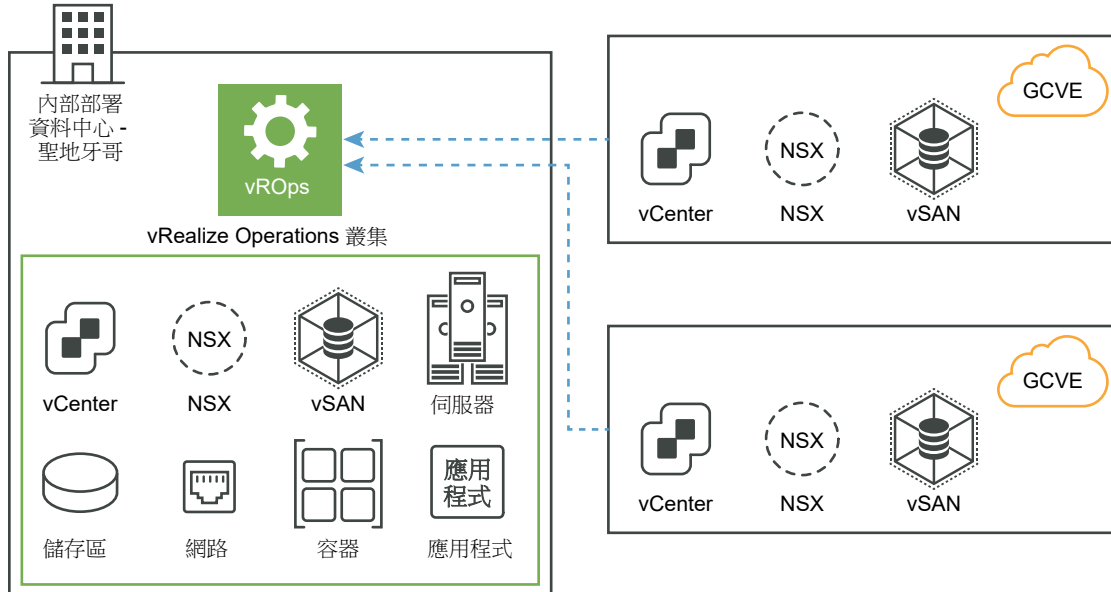 內部部署
資料中心 -
聖地牙哥
vROps
vRealize Operations 叢集
vCenter
NSX
NSX
vSAN
伺服器
儲存區
網路
容器
應用
程式
應用程式
GCVE
vCenter
NSX
NSX
vSAN
GCVE
vCenter
NSX
NSX
vSAN